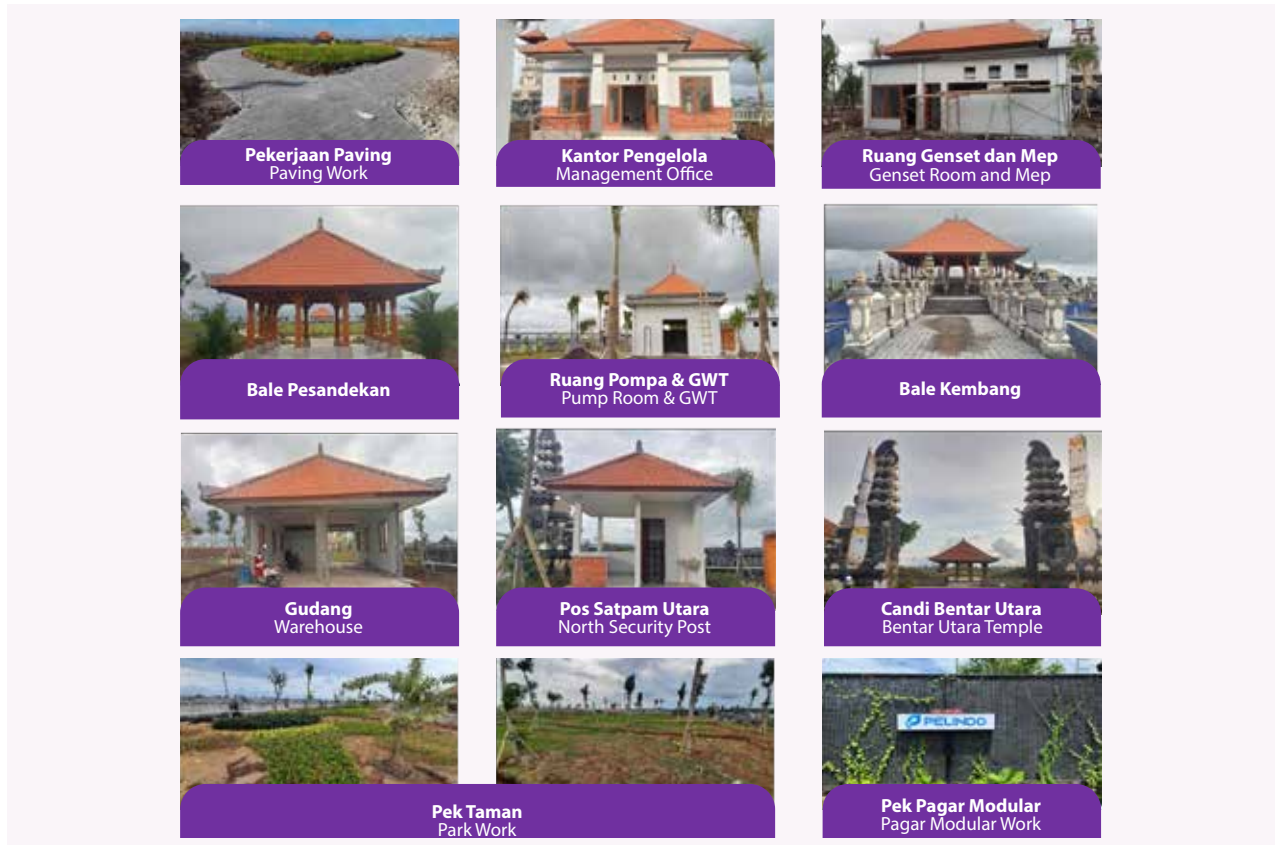 Pekerjaan Paving
Paving Work
Kantor Pengelola
Management Office
Ruang Genset dan Mep
Genset Room and Mep
Bale Pesandekan
Ruang Pompa & GWT
Pump Room & GWT
Bale Kembang
Gudang
Warehouse
Pos Satpam Utara
North Security Post
Candi Bentar Utara
Bentar Utara Temple
PELINDO
Pek Taman
Park Work
Pek Pagar Modular
Pagar Modular Work